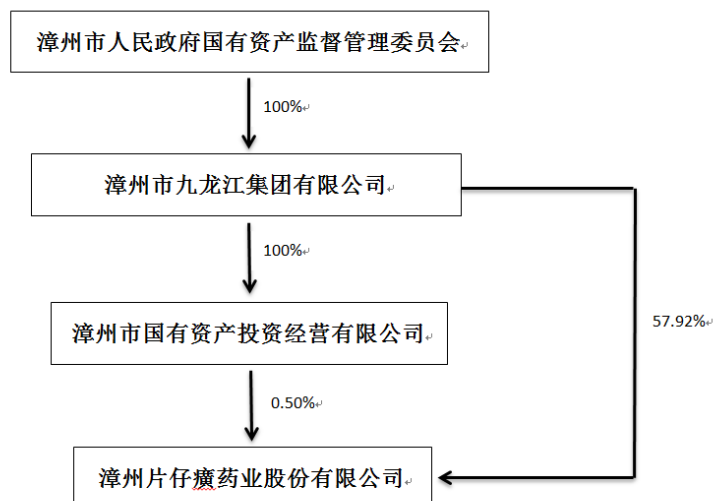 漳州市人民政府国有资产监督管理委员会
100%
漳州市九龙江集团有限公司
100%
57.92%
漳州市国有资产投资经营有限公司
0.50%
漳州片仔癀药业股份有限公司